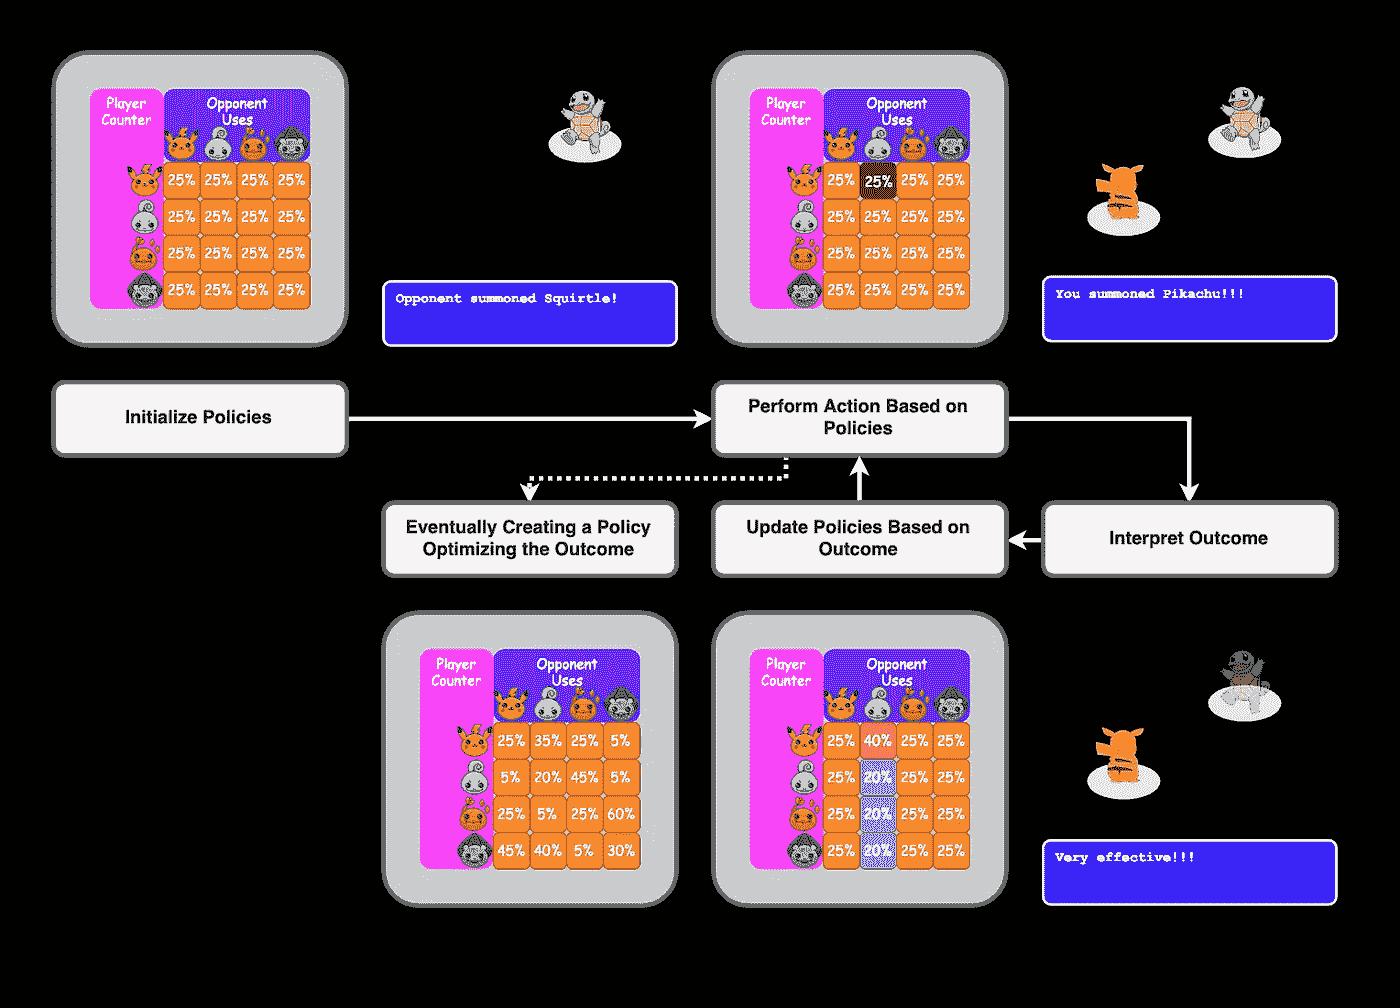 Player Counter
Opponent Uses
25% 25% 25% 25%
25% 25% 25% 25%
25% 25% 25% 25%
25% 25% 25% 25%
Opponent summoned Squirtle!
Player Counter
Opponent Uses
25% 25% 25% 25%
25% 25% 25% 25%
25% 25% 25% 25%
25% 25% 25% 25%
You summoned Pikachu!!!
Initialize Policies
Perform Action Based on
Policies
Eventually Creating a Policy
Optimizing the Outcome
Update Policies Based on
Outcome
Interpret Outcome
Player Counter
Opponent Uses
25% 35% 25% 5%
5% 20% 45% 5%
25% 5% 25% 60%
45% 40% 5% 30%
Player Counter
Opponent Uses
25% 40% 25% 25%
25% 20% 25% 25%
25% 20% 25% 25%
25% 20% 25% 25%
Very effective!!!